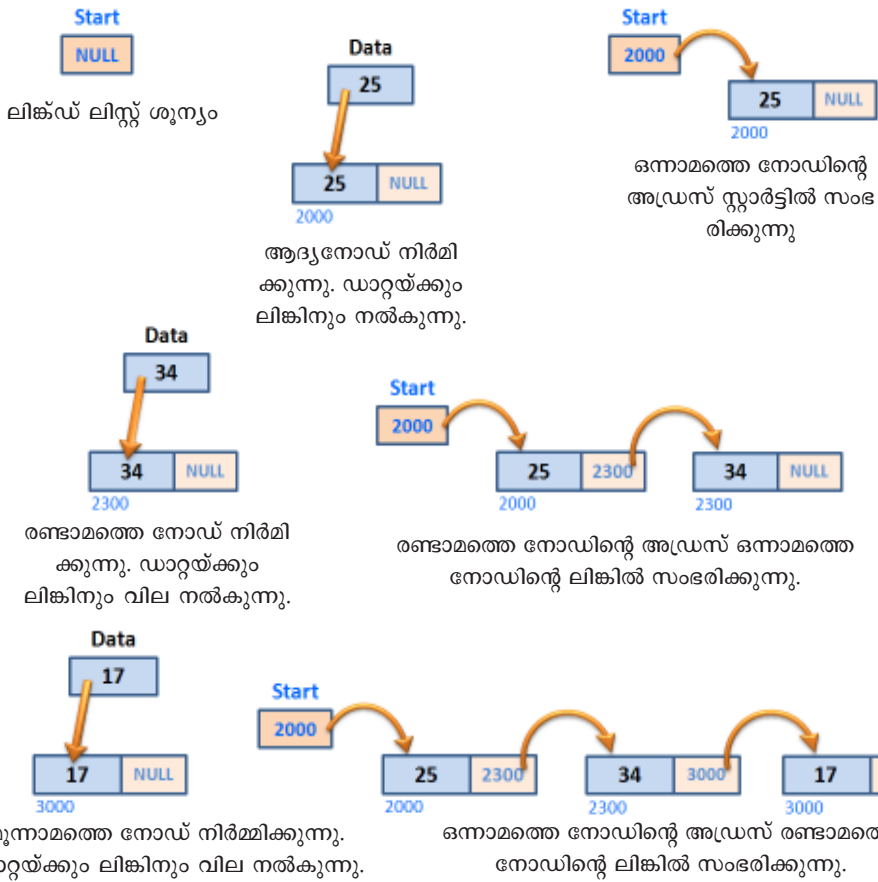 Start
NULL
ലിങ്ക്ഡ് ലിസ്റ്റ് ശൂന്യം
Data
25
25 NULL
2000
ആദ്യനോഡ് നിർമി
ക്കുന്നു. ഡാറ്റയ്ക്കും
ലിങ്കിനും നൽകുന്നു.
Start
2000
25 NULL
2000
ഒന്നാമത്തെ നോഡിന്റെ
അഡ്രസ് സ്റ്റാർട്ടിൽ സംഭ
രിക്കുന്നു
Data
34
34 NULL
2300
രണ്ടാമത്തെ നോഡ് നിർമി
ക്കുന്നു. ഡാറ്റയ്ക്കും
ലിങ്കിനും വില നൽകുന്നു.
Start
2000
25 2300 34 NULL
2000 2300
രണ്ടാമത്തെ നോഡിന്റെ അഡ്രസ് ഒന്നാമത്തെ
നോഡിന്റെ ലിങ്കിൽ സംഭരിക്കുന്നു.
Data
17
17 NULL
3000
നോഡ് നിർമ്മിക്കുന്നു.
ലിങ്കിനും വില നൽകുന്നു.
Start
2000
25 2300 34 3000 17
2000 2300 3000
ഒന്നാമത്തെ നോഡിന്റെ അഡ്രസ്
നോഡിന്റെ ലിങ്കിൽ സംഭരിക്കുന്നു.